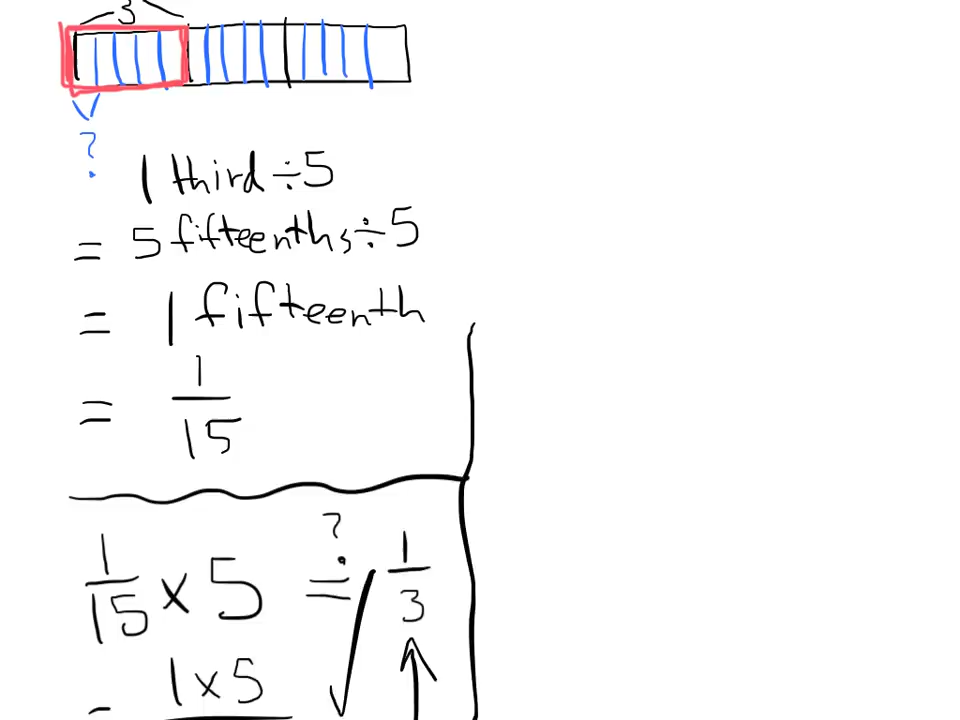 3
?
1 third ÷ 5
= 5 fifteenths ÷ 5
= 1 fifteenth
= 1/15
?
1/15 × 5 = 1/3
= 1 × 5